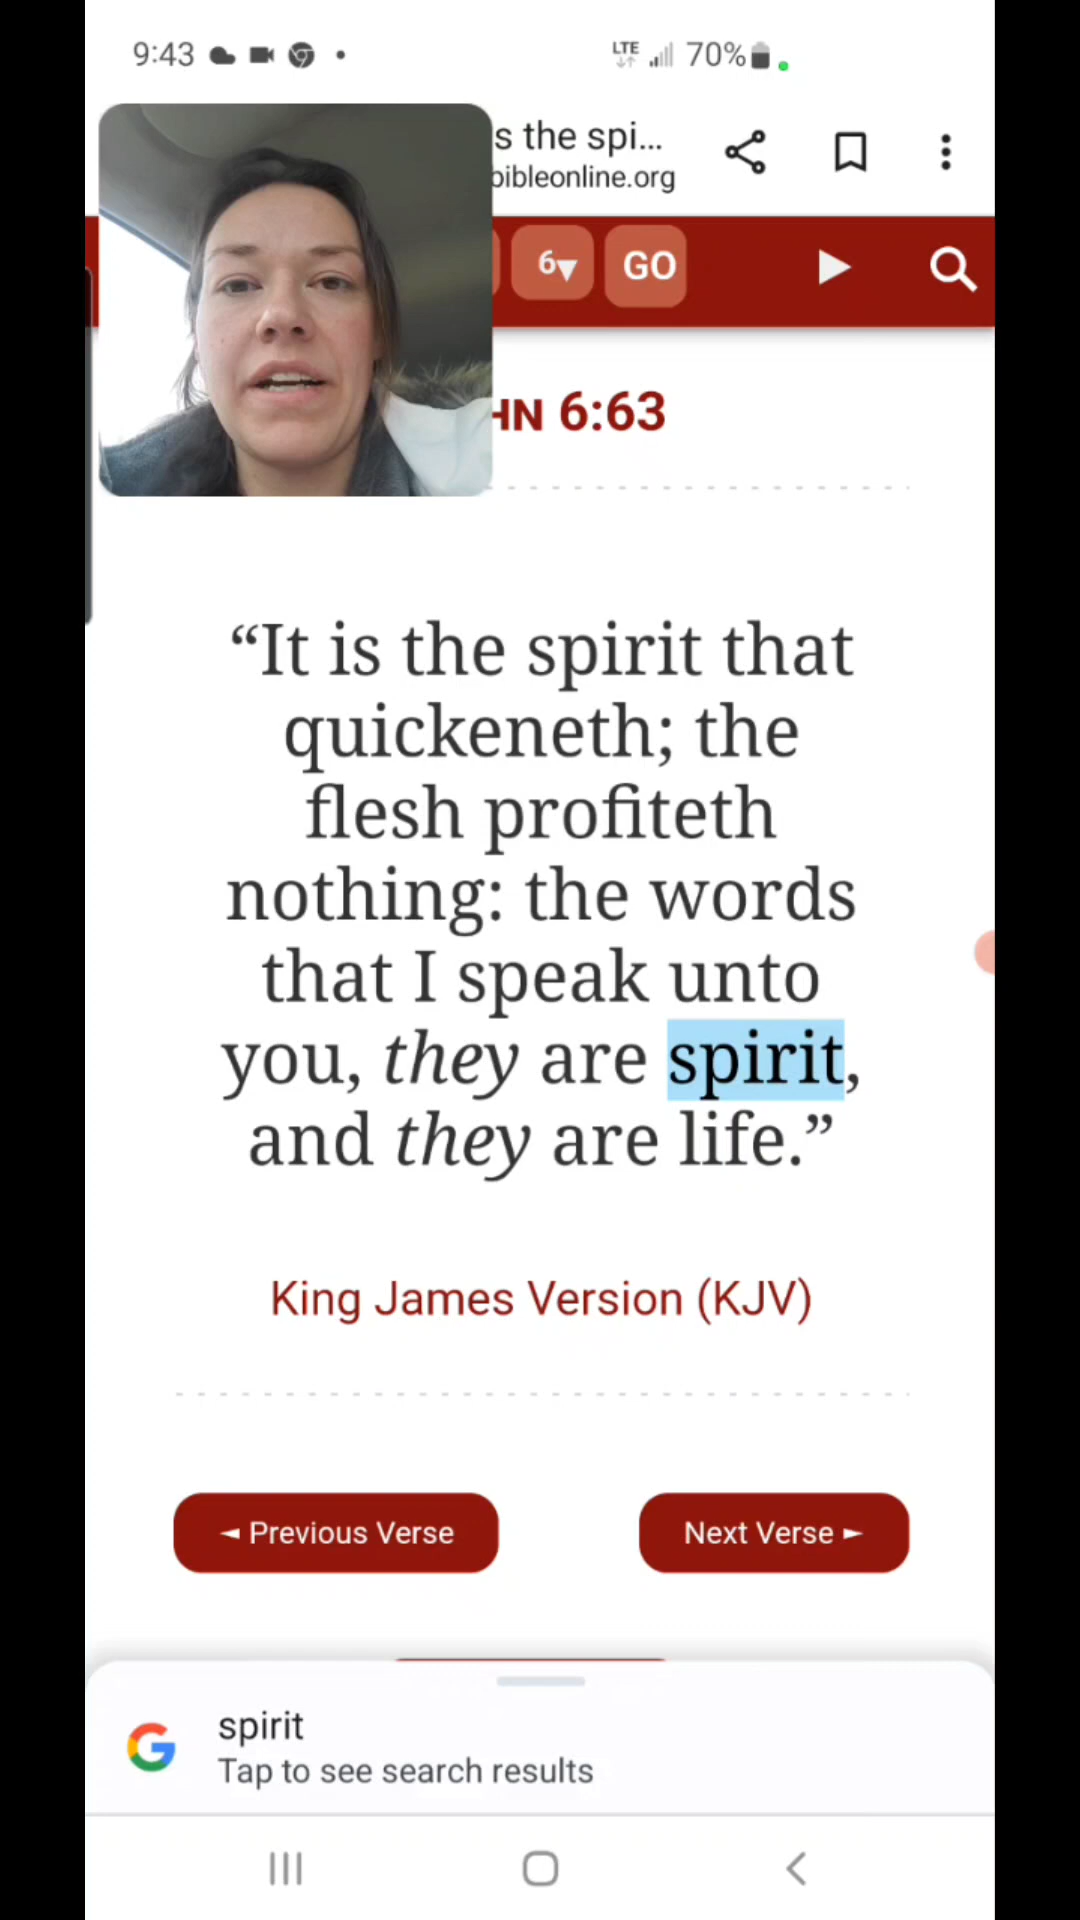 9:43
LTE 70%
s the spi...
bibleonline.org
6▼ GO
HN 6:63
“It is the spirit that
quickeneth; the
flesh profiteth
nothing: the words
that I speak unto
you, they are spirit,
and they are life.”
King James Version (KJV)
◄ Previous Verse
Next Verse ►
spirit
Tap to see search results